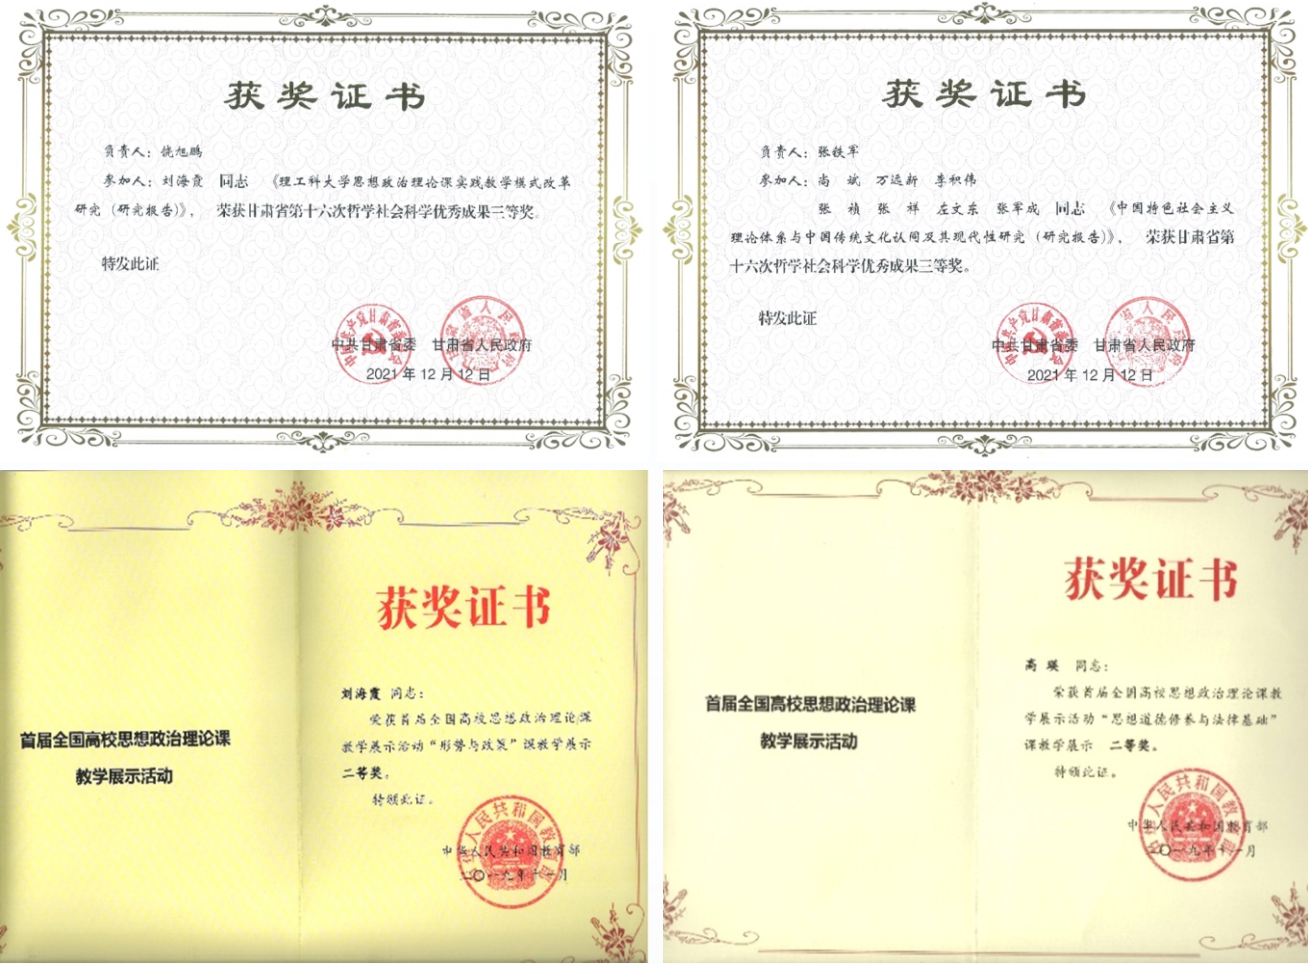 获奖证书
负责人：饶旭鹏
参加人：刘海霞 同志 《理工科大学思想政治理论课实践教学模式改革
研究（研究报告）》， 荣获甘肃省第十六次哲学社会科学优秀成果三等奖。
特发此证
中共甘肃省委 甘肃省人民政府
2021年12月12日
获奖证书
负责人：张铁军
参加人：尚 斌 万远新 李积伟
张 祯 张 祥 左文东 张军成 同志 《中国特色社会主义
理论体系与中国传统文化认同及其现代性研究（研究报告）》， 荣获甘肃省第
十六次哲学社会科学优秀成果三等奖。
特发此证
中共甘肃省委 甘肃省人民政府
2021年12月12日
首届全国高校思想政治理论课
教学展示活动
获奖证书
刘海霞 同志：
荣获首届全国高校思想政治理论课
教学展示活动“形势与政策”课教学展示
二等奖。
特颁此证。
中华人民共和国教育部
二〇一九年十一月
首届全国高校思想政治理论课
教学展示活动
获奖证书
高 瑛 同志：
荣获首届全国高校思想政治理论课教
学展示活动“思想道德修养与法律基础”
课教学展示 二等奖。
特颁此证。
中华人民共和国教育部
二〇一九年十一月